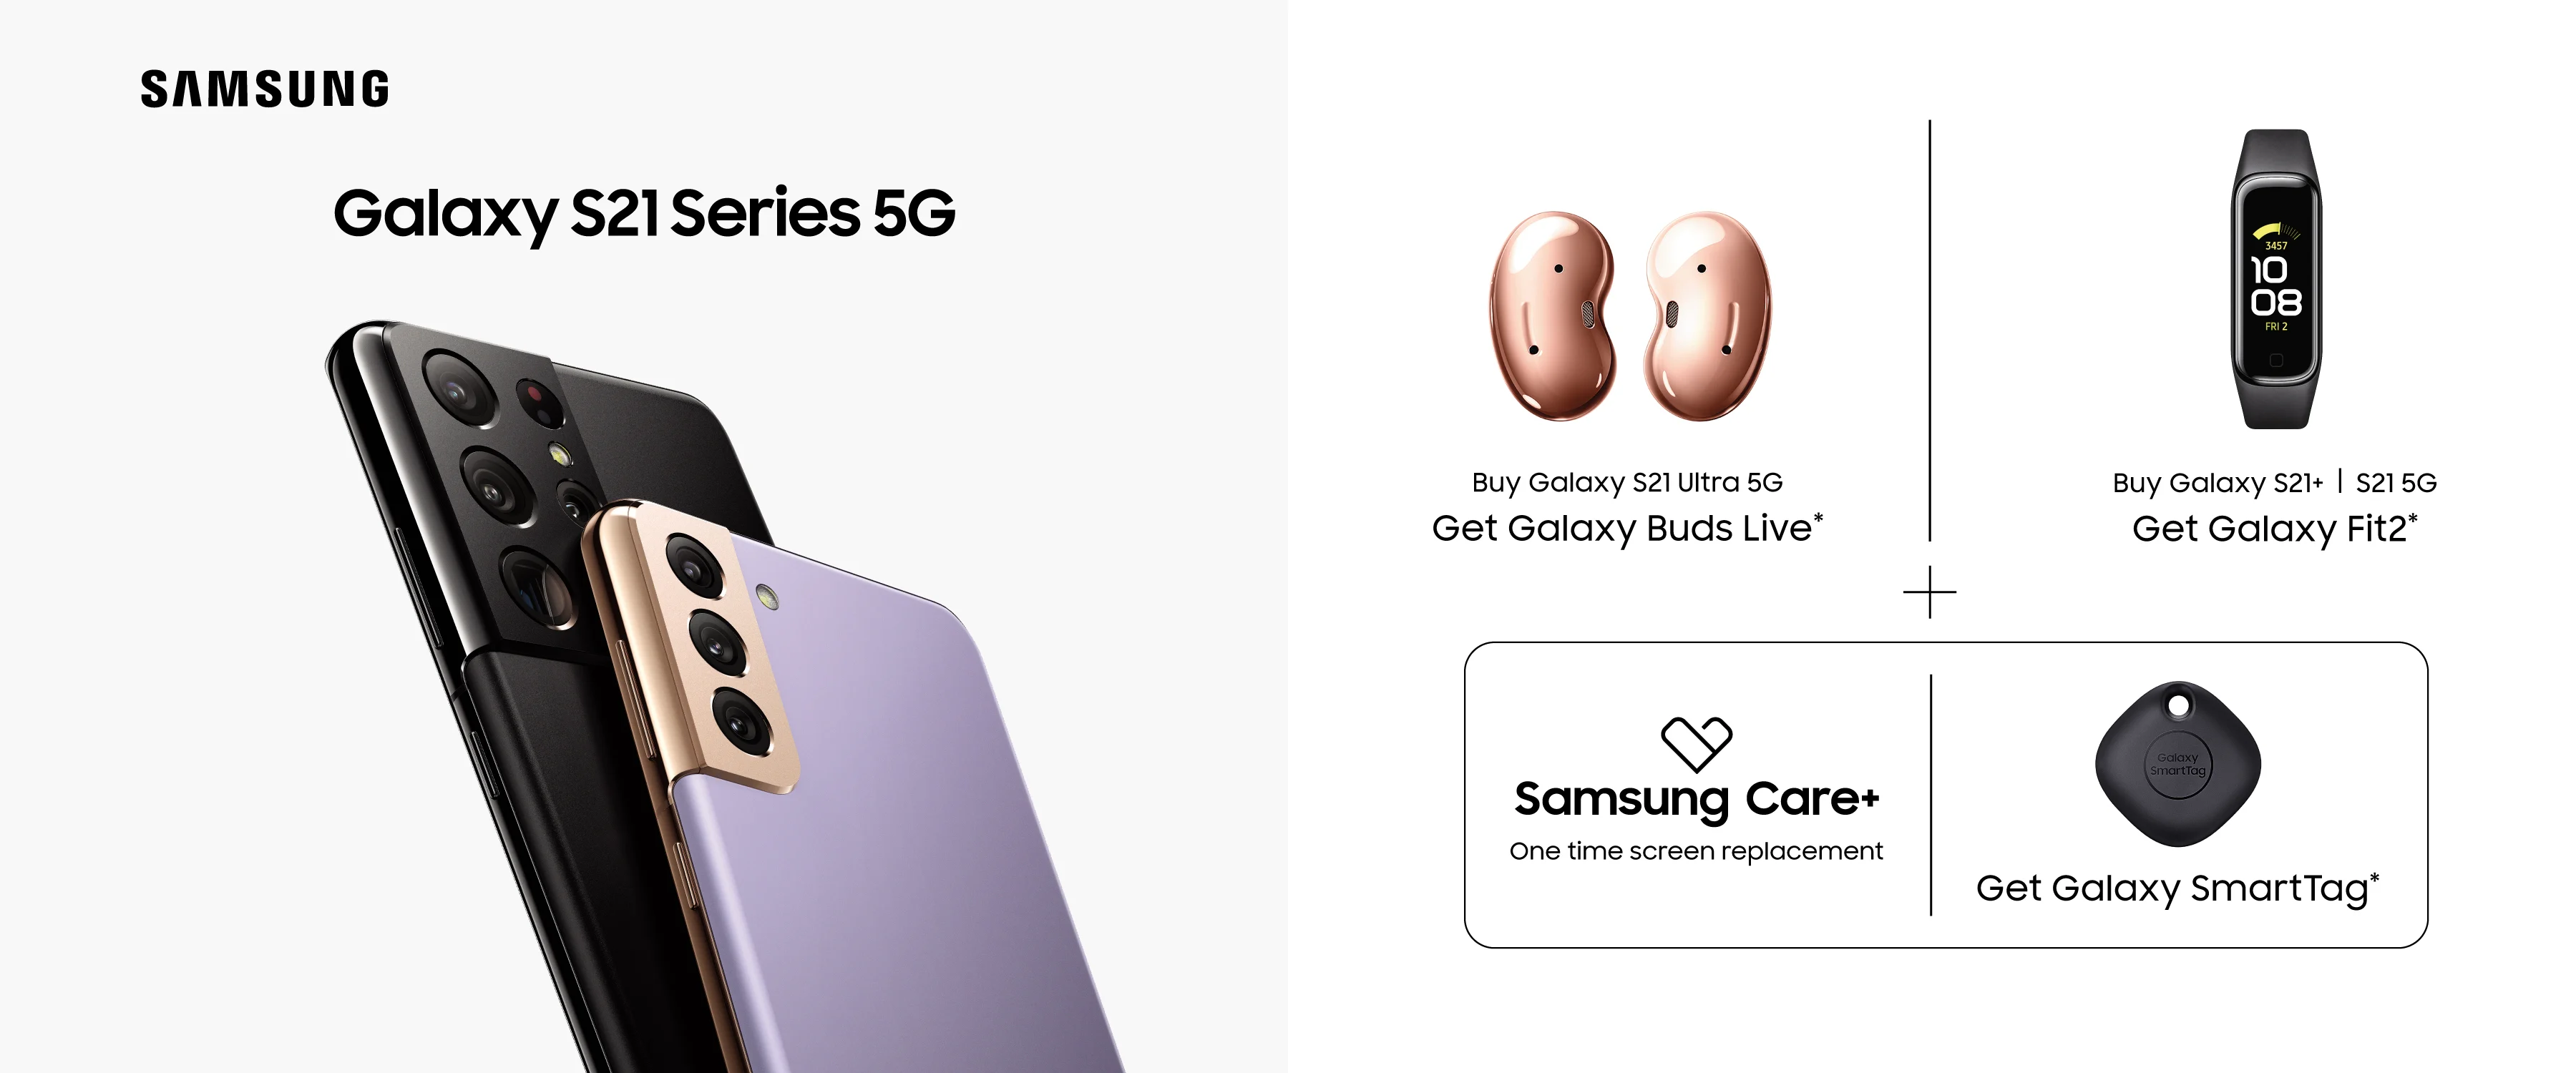 SAMSUNG
Galaxy S21 Series 5G
Buy Galaxy S21 Ultra 5G
Get Galaxy Buds Live*
3457
10
08
FRI 2
Buy Galaxy S21+ | S21 5G
Get Galaxy Fit2*
+
Samsung Care+
One time screen replacement
Galaxy
SmartTag
Get Galaxy SmartTag*